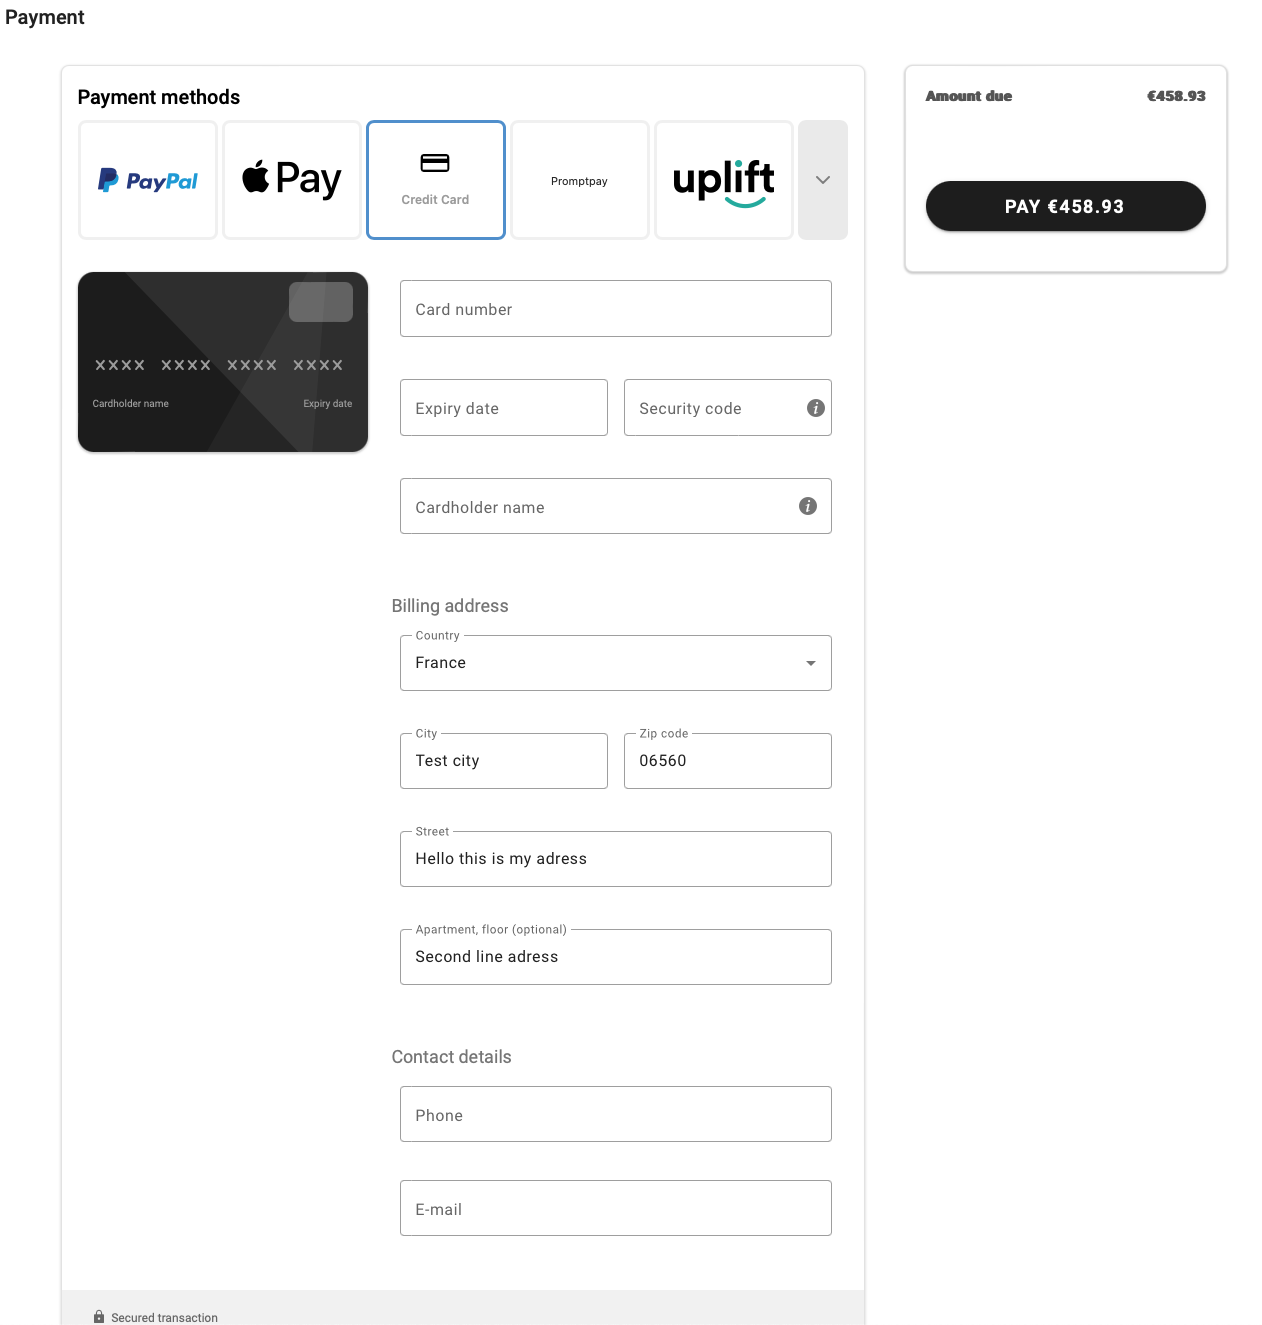 Payment
Payment methods
PayPal
Pay
Credit Card
Promptpay
uplift
Amount due €458.93
PAY €458.93
XXXX XXXX XXXX XXXX
Cardholder name Expiry date
Card number
Expiry date
Security code
Cardholder name
Billing address
Country
France
City
Test city
Zip code
06560
Street
Hello this is my adress
Apartment, floor (optional)
Second line adress
Contact details
Phone
E-mail
Secured transaction